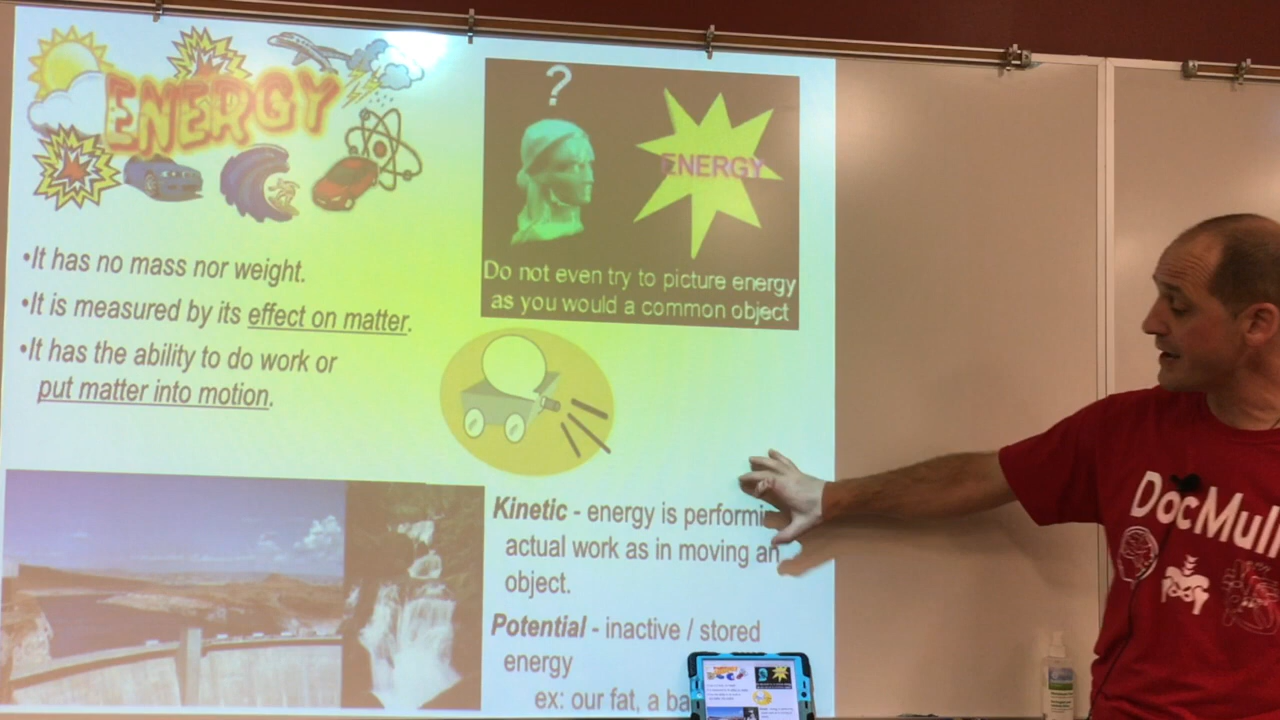 ENERGY
•It has no mass nor weight.
•It is measured by its effect on matter.
•It has the ability to do work or
put matter into motion.
?
ENERGY
Do not even try to picture energy
as you would a common object
Kinetic - energy is
actual work as in moving an
object.
Potential - inactive / stored
energy
ex: our fat, a